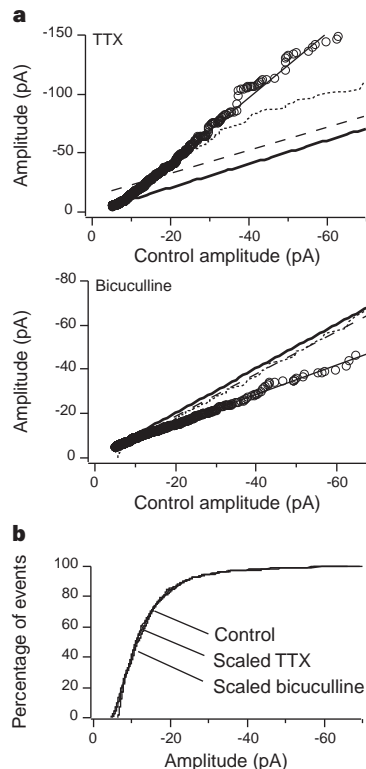 a
TTX
-150
-100
-50
0
Amplitude (pA)
0 -20 -40 -60
Control amplitude (pA)
Bicuculline
-80
-60
-40
-20
0
Amplitude (pA)
0 -20 -40 -60
Control amplitude (pA)
b
100
80
60
40
20
0
Percentage of events
Control
Scaled TTX
Scaled bicuculline
0 -20 -40 -60
Amplitude (pA)